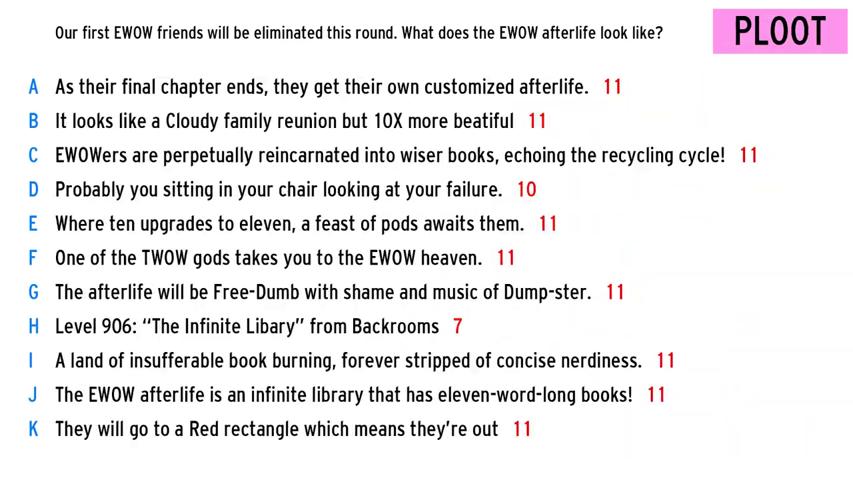 Our first EWOW friends will be eliminated this round. What does the EWOW afterlife look like?
PLOOT
A As their final chapter ends, they get their own customized afterlife. 11
B It looks like a Cloudy family reunion but 10X more beatiful 11
C EWOWers are perpetually reincarnated into wiser books, echoing the recycling cycle! 11
D Probably you sitting in your chair looking at your failure. 10
E Where ten upgrades to eleven, a feast of pods awaits them. 11
F One of the TWOW gods takes you to the EWOW heaven. 11
G The afterlife will be Free-Dumb with shame and music of Dump-ster. 11
H Level 906: “The Infinite Libary” from Backrooms 7
I A land of insufferable book burning, forever stripped of concise nerdiness. 11
J The EWOW afterlife is an infinite library that has eleven-word-long books! 11
K They will go to a Red rectangle which means they’re out 11